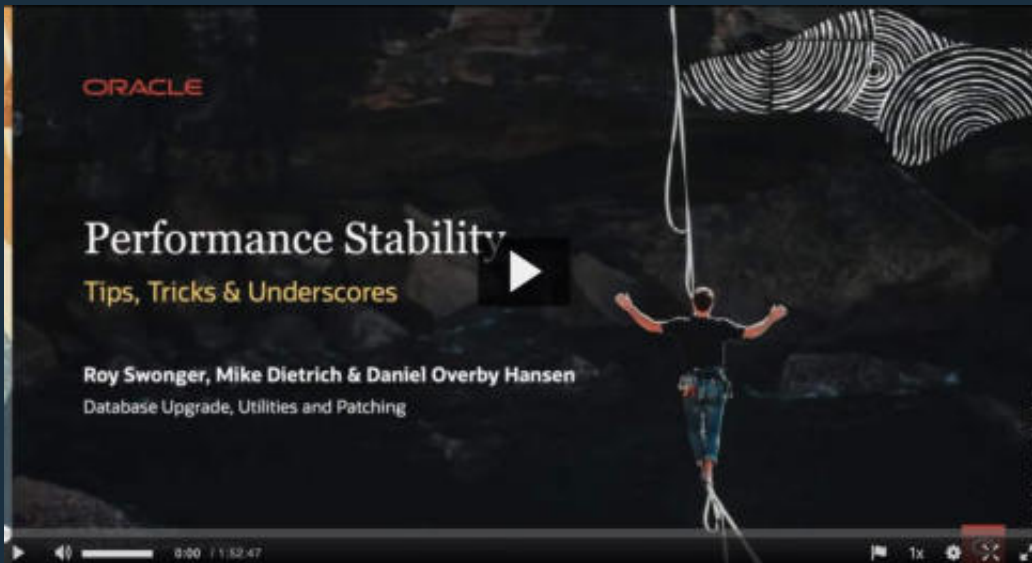 ORACLE
Performance Stability
Tips, Tricks & Underscores
Roy Swonger, Mike Dietrich & Daniel Overby Hansen
Database Upgrade, Utilities and Patching
0:00 / 1:52:47
1x